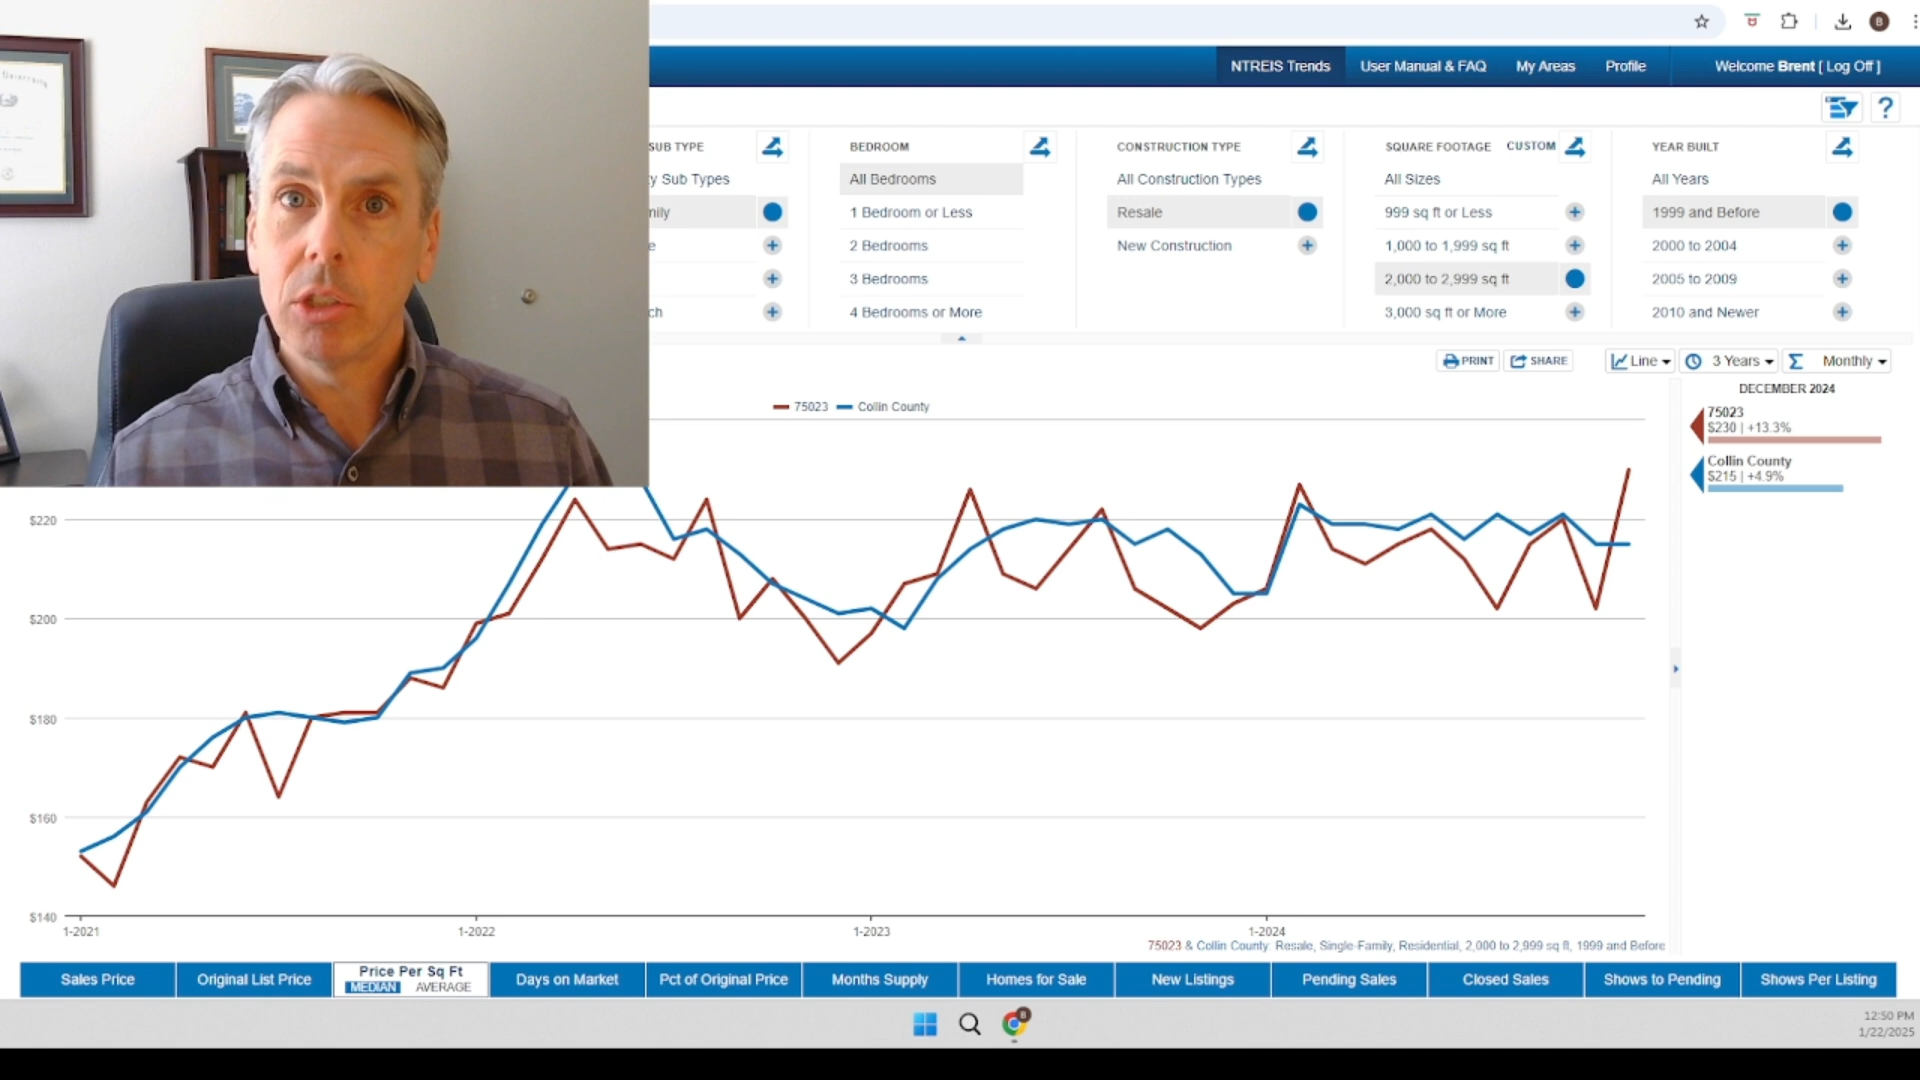 NTREIS Trends User Manual & FAQ My Areas Profile Welcome Brent [ Log Off ]
B
?
SUB TYPE BEDROOM CONSTRUCTION TYPE SQUARE FOOTAGE CUSTOM YEAR BUILT
y Sub Types All Bedrooms All Construction Types All Sizes All Years
nily 1 Bedroom or Less Resale 999 sq ft or Less 1999 and Before
e 2 Bedrooms New Construction 1,000 to 1,999 sq ft 2000 to 2004
3 Bedrooms 2,000 to 2,999 sq ft 2005 to 2009
ch 4 Bedrooms or More 3,000 sq ft or More 2010 and Newer
PRINT SHARE Line 3 Years Monthly
DECEMBER 2024
75023 Collin County
75023
$230 | +13.3%
Collin County
$215 | +4.9%
$220
$200
$180
$160
$140
1-2021 1-2022 1-2023 1-2024
75023 & Collin County: Resale, Single-Family, Residential, 2,000 to 2,999 sq ft, 1999 and Before
Sales Price Original List Price Price Per Sq Ft MEDIAN AVERAGE Days on Market Pct of Original Price Months Supply Homes for Sale New Listings Pending Sales Closed Sales Shows to Pending Shows Per Listing
12:50 PM
1/22/2025